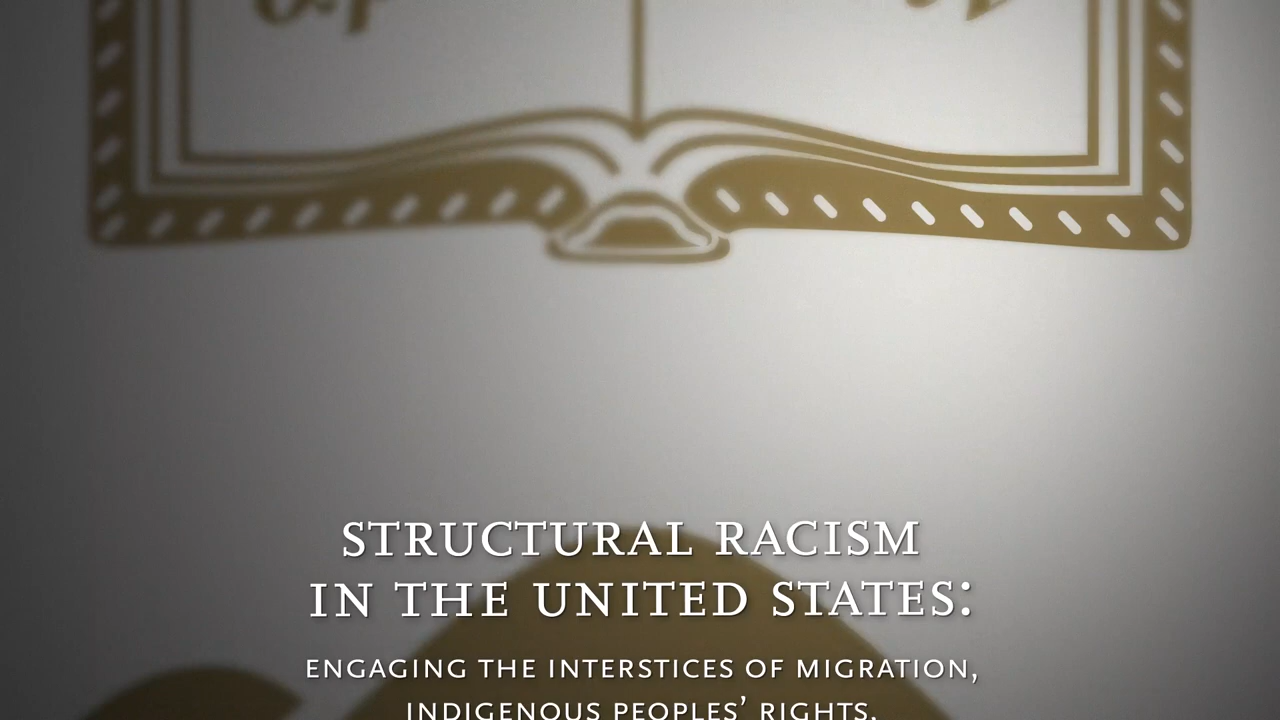 STRUCTURAL RACISM
IN THE UNITED STATES:
ENGAGING THE INTERSTICES OF MIGRATION,
INDIGENOUS PEOPLES’ RIGHTS,